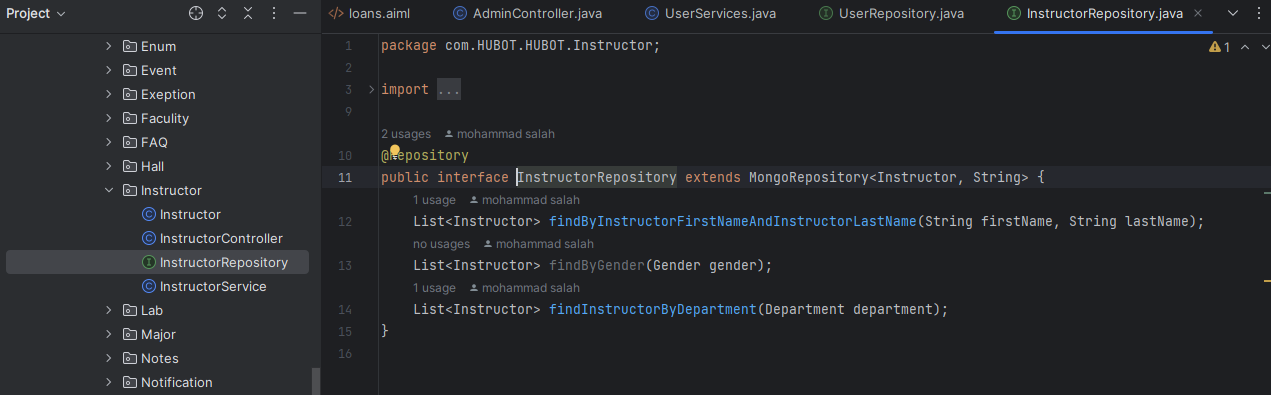 Project
loans.aiml AdminController.java UserServices.java UserRepository.java InstructorRepository.java
Enum
Event
Exeption
Faculity
FAQ
Hall
Instructor
Instructor
InstructorController
InstructorRepository
InstructorService
Lab
Major
Notes
Notification
1 package com.HUBOT.HUBOT.Instructor;
1
2
3 import ...
9
2 usages mohammad salah
10 @Repository
11 public interface InstructorRepository extends MongoRepository<Instructor, String> {
1 usage mohammad salah
12 List<Instructor> findByInstructorFirstNameAndInstructorLastName(String firstName, String lastName);
no usages mohammad salah
13 List<Instructor> findByGender(Gender gender);
1 usage mohammad salah
14 List<Instructor> findInstructorByDepartment(Department department);
15 }
16